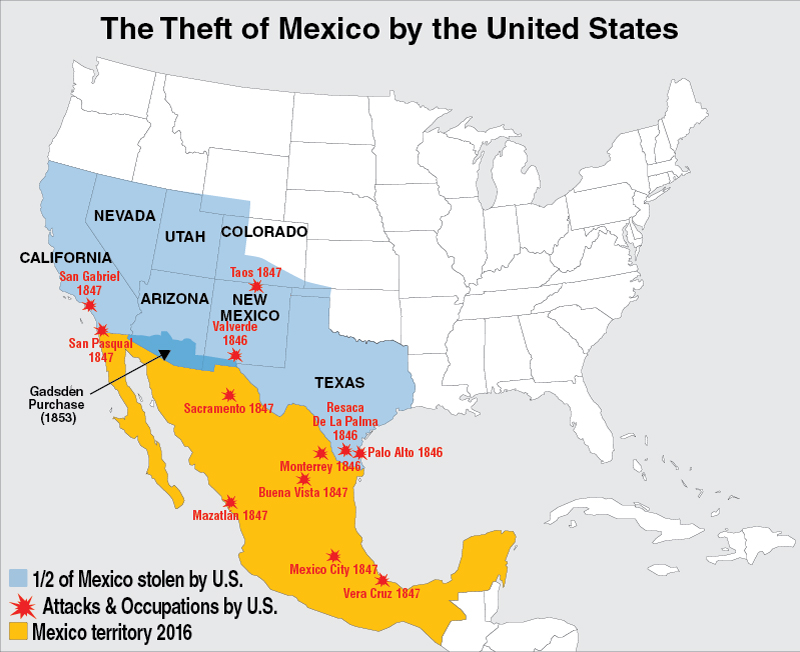 The Theft of Mexico by the United States
NEVADA
UTAH
COLORADO
CALIFORNIA
San Gabriel
1847
Taos 1847
ARIZONA
NEW
MEXICO
San Pasqual
1847
Valverde
1846
Gadsden
Purchase
(1853)
TEXAS
Sacramento 1847
Resaca
De La Palma
1846
Palo Alto 1846
Monterrey 1846
Buena Vista 1847
Mazatlan 1847
Mexico City 1847
Vera Cruz 1847
1/2 of Mexico stolen by U.S.
Attacks & Occupations by U.S.
Mexico territory 2016